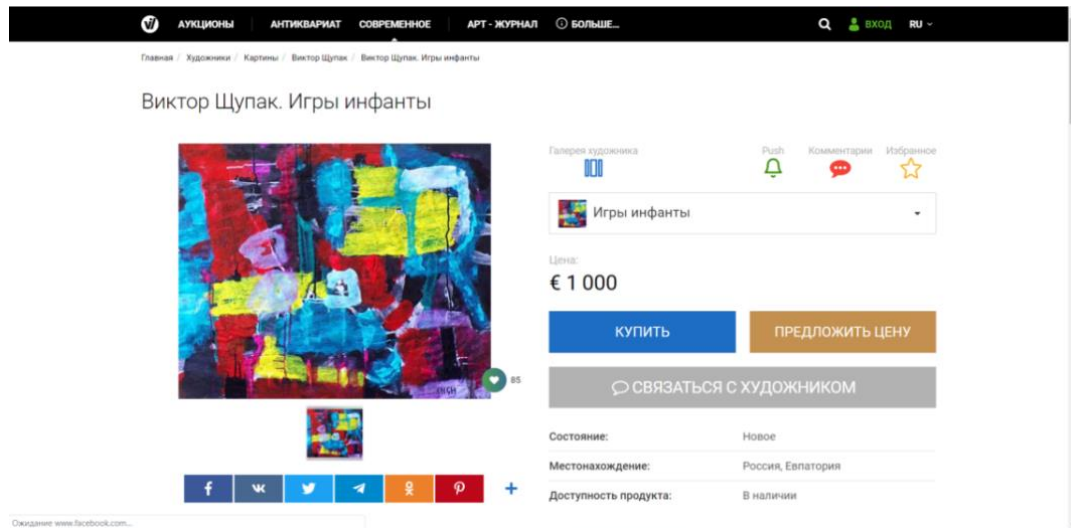 АУКЦИОНЫ АНТИКВАРИАТ СОВРЕМЕННОЕ АРТ - ЖУРНАЛ БОЛЬШЕ... ВХОД RU
Главная / Художники / Картины / Виктор Щупак / Виктор Щупак. Игры инфанты
Виктор Щупак. Игры инфанты
Галерея художника Push Комментарии Избранное
Игры инфанты
Цена:
€ 1 000
КУПИТЬ ПРЕДЛОЖИТЬ ЦЕНУ
85
СВЯЗАТЬСЯ С ХУДОЖНИКОМ
Состояние: Новое
Местонахождение: Россия, Евпатория
Доступность продукта: В наличии
Ожидание www.facebook.com...